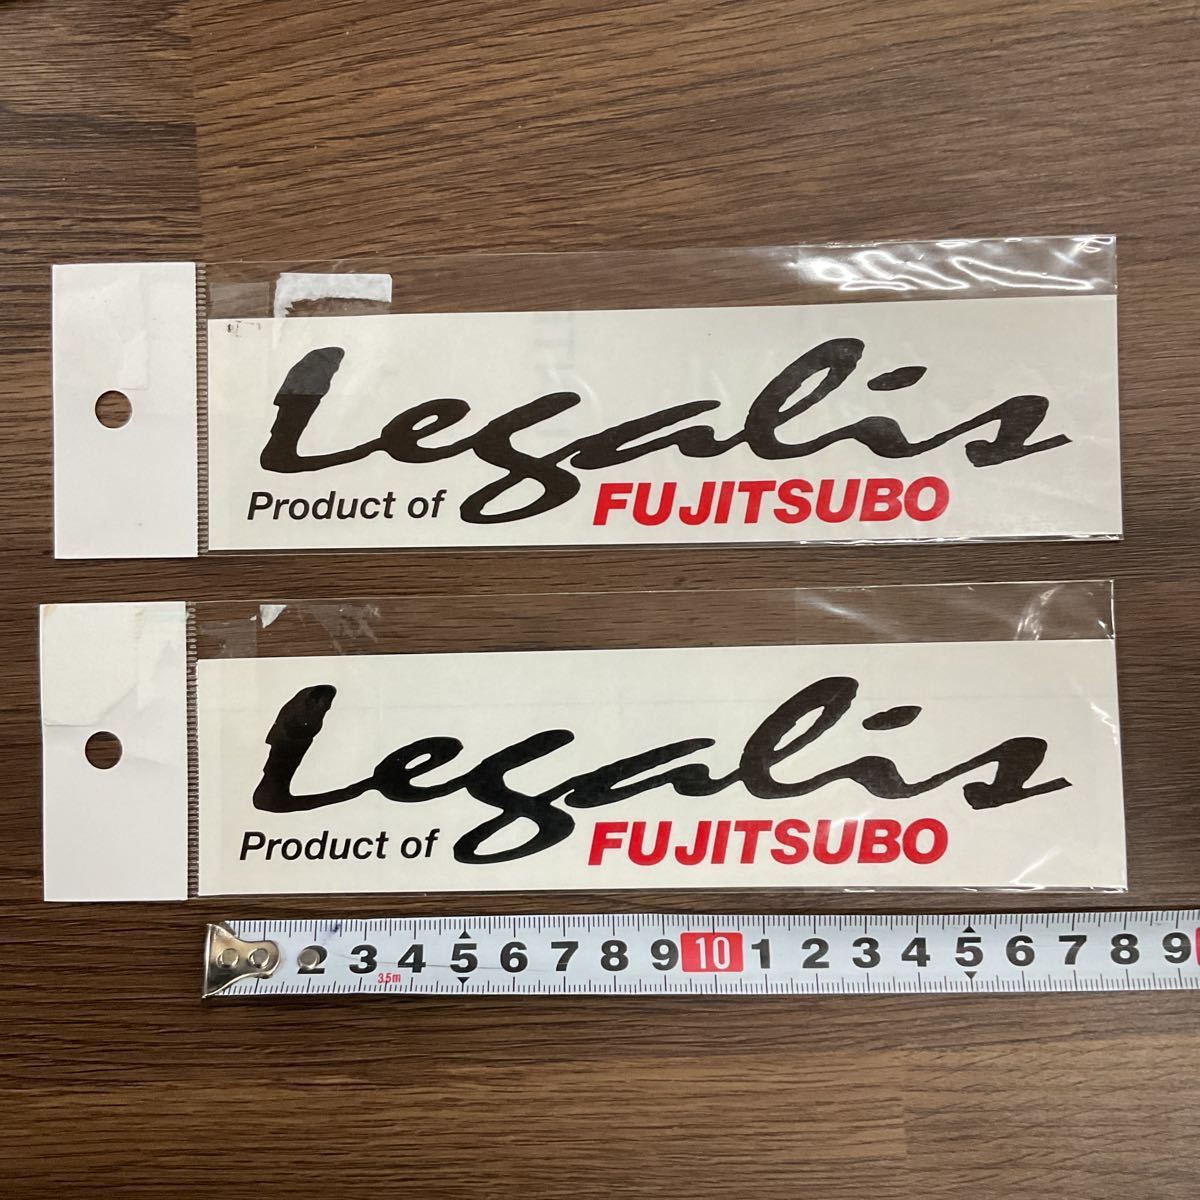 Legalis
Product of FUJITSUBO
Legalis
Product of FUJITSUBO
2 3 4 5 6 7 8 9 10 1 2 3 4 5 6 7 8 9
3.5m